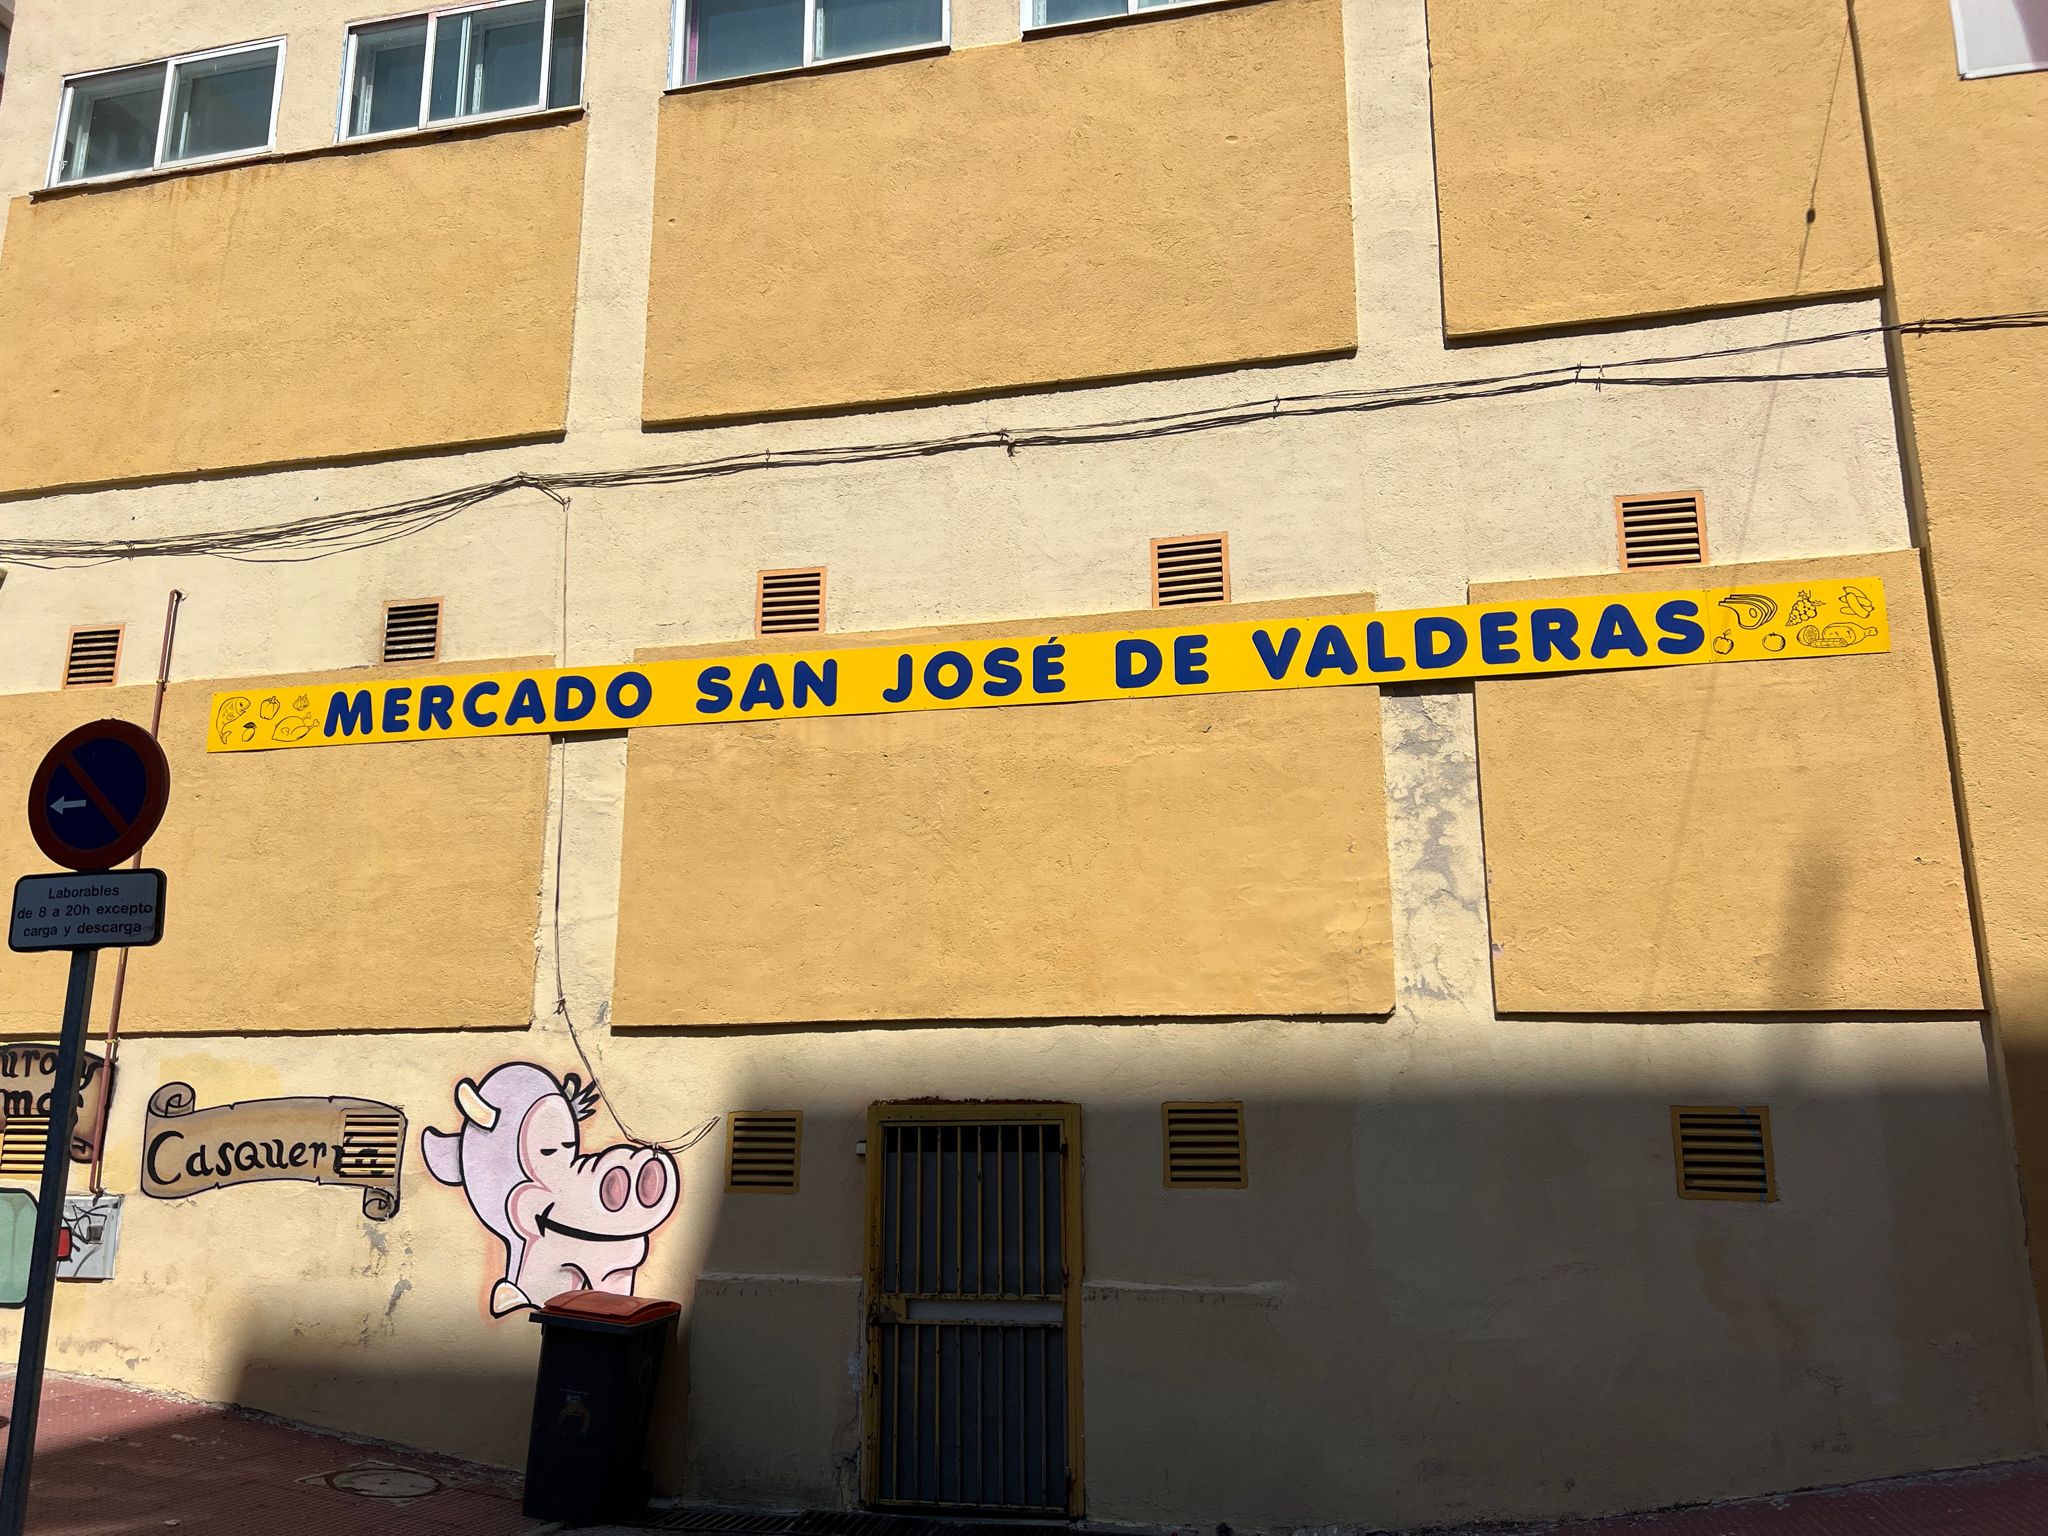 MERCADO SAN JOSÉ DE VALDERAS
Laborables
de 8 a 20h excepto
carga y descarga
Casquería